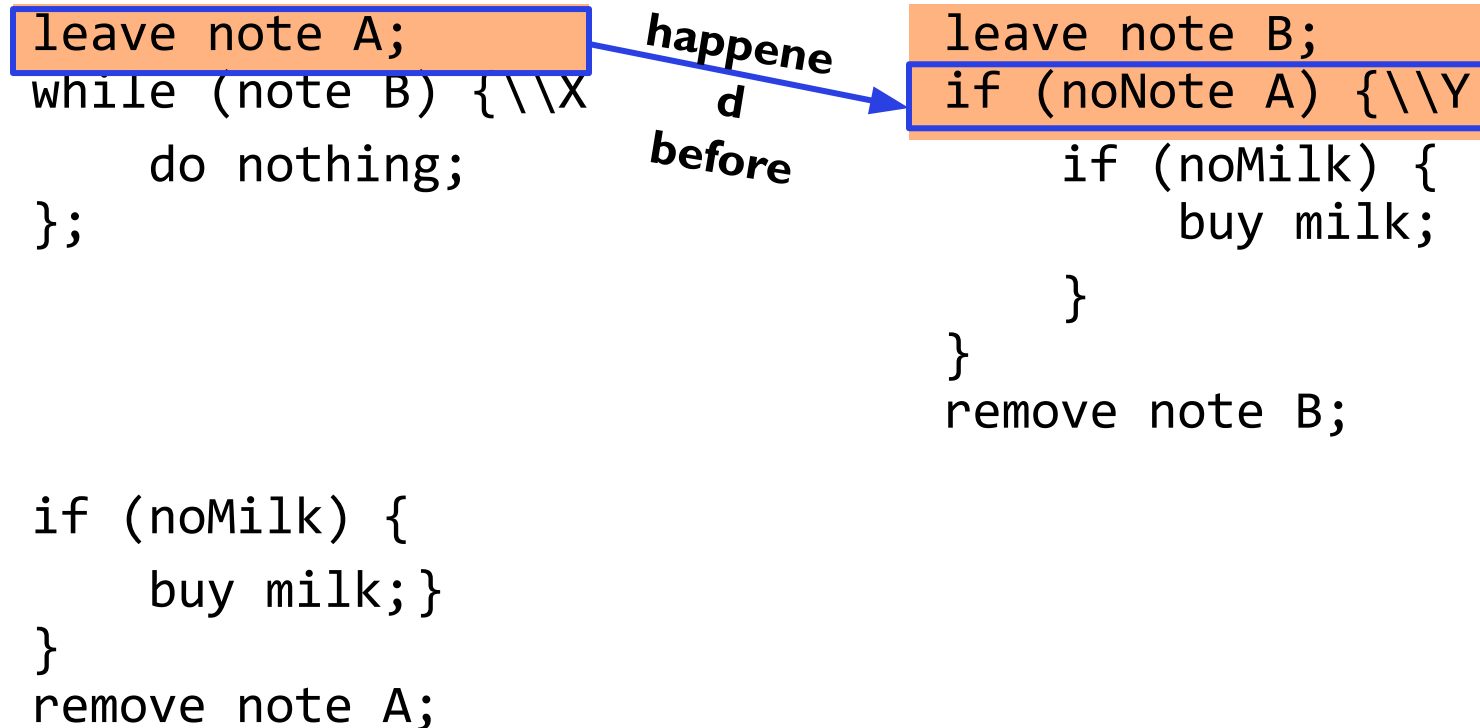 leave note A;
while (note B) {\\X
do nothing;
};
if (noMilk) {
buy milk;}
}
remove note A;
happene
d
before
leave note B;
if (noNote A) {\\Y
if (noMilk) {
buy milk;
}
}
remove note B;